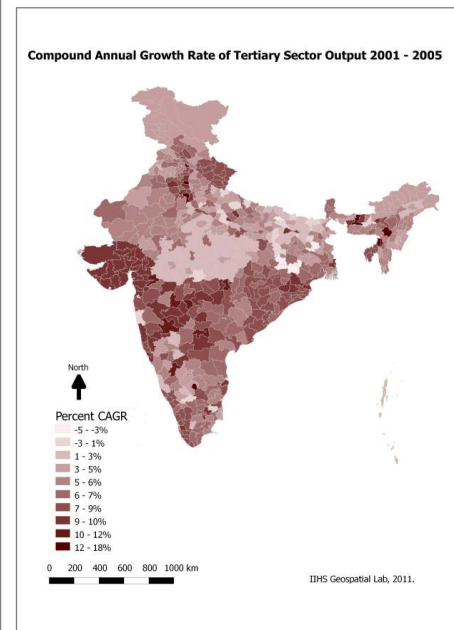 Compound Annual Growth Rate of Tertiary Sector Output 2001 - 2005
North
Percent CAGR
-5 - -3%
-3 - 1%
1 - 3%
3 - 5%
5 - 6%
6 - 7%
7 - 9%
9 - 10%
10 - 12%
12 - 18%
0 200 400 600 800 1000 km
IIHS Geospatial Lab, 2011.